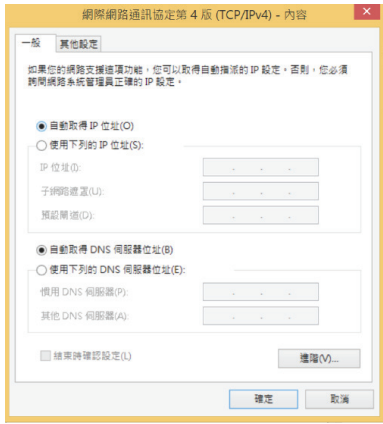 網際網路通訊協定第 4 版 (TCP/IPv4) - 內容
一般 其他設定
如果您的網路支援這項功能，您可以取得自動指派的 IP 設定。否則，您必須
詢問網路系統管理員正確的 IP 設定。
自動取得 IP 位址(O)
使用下列的 IP 位址(S):
IP 位址(I):
子網路遮罩(U):
預設閘道(D):
自動取得 DNS 伺服器位址(B)
使用下列的 DNS 伺服器位址(E):
慣用 DNS 伺服器(P):
其他 DNS 伺服器(A):
結束時確認設定(L)
進階(V)...
確定 取消